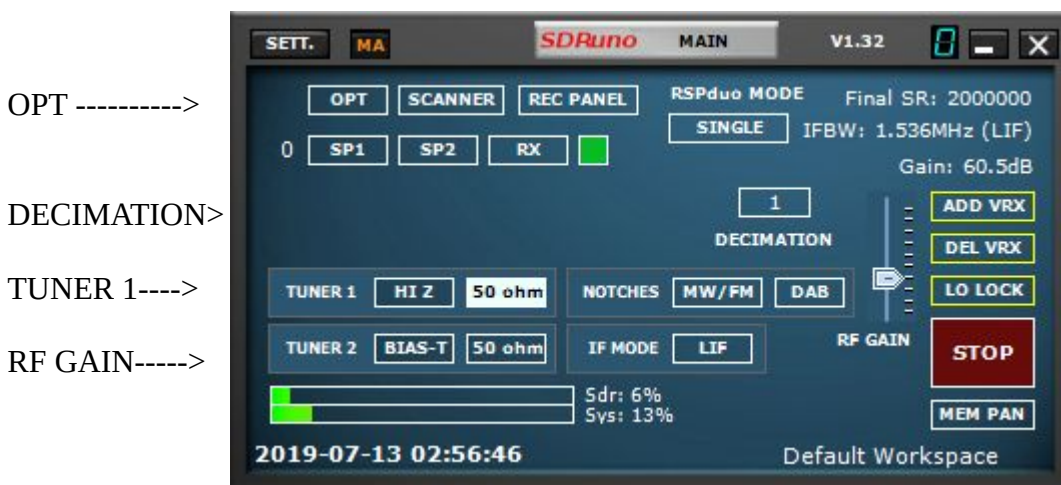 SETT. MA SDRuno MAIN V1.32 0
OPT ----------> OPT SCANNER REC PANEL RSPduo MODE Final SR: 2000000
SINGLE IFBW: 1.536MHz (LIF)
0 SP1 SP2 RX
Gain: 60.5dB
DECIMATION> 1 ADD VRX
DECIMATION DEL VRX
TUNER 1----> TUNER 1 HI Z 50 ohm NOTCHES MW/FM DAB LO LOCK
RF GAIN-----> TUNER 2 BIAS-T 50 ohm IF MODE LIF RF GAIN STOP
Sdr: 6%
Sys: 13% MEM PAN
2019-07-13 02:56:46 Default Workspace